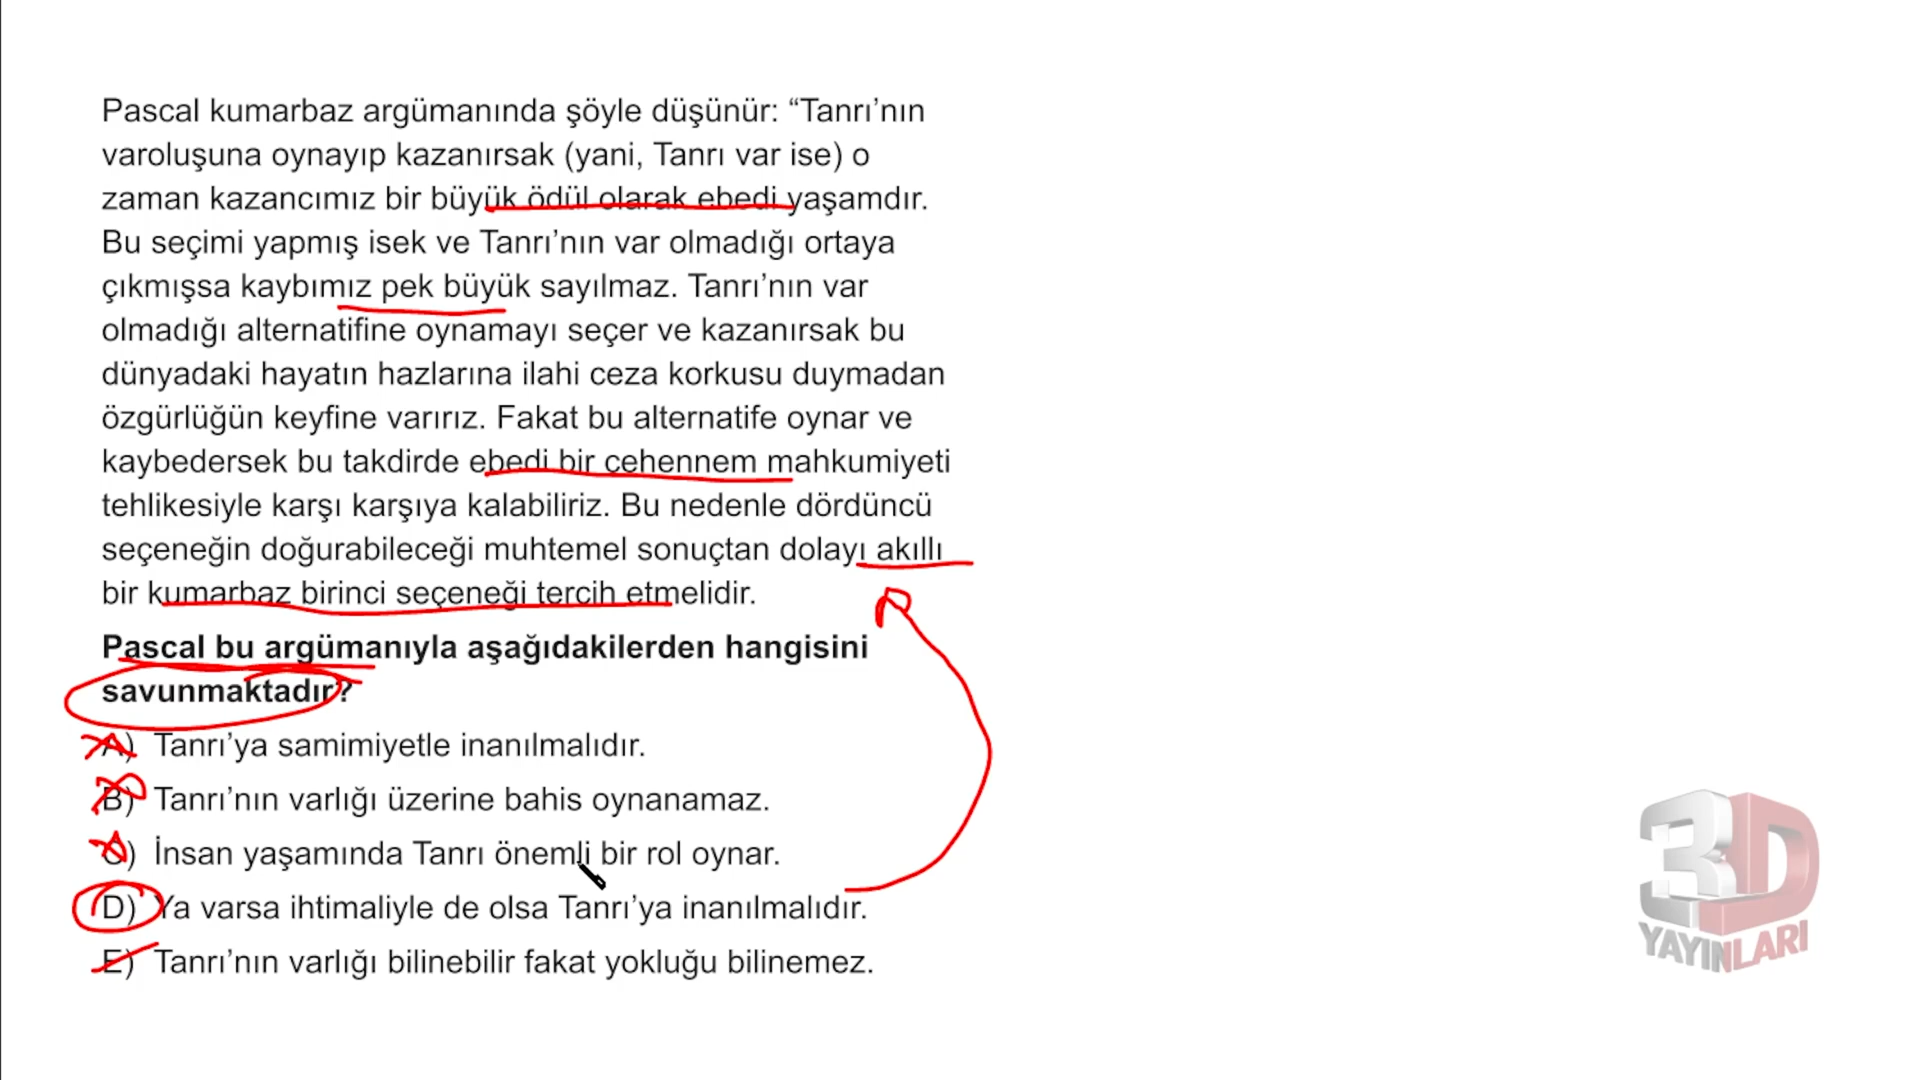 Pascal kumarbaz argümanında şöyle düşünür: “Tanrı’nın
varoluşuna oynayıp kazanırsak (yani, Tanrı var ise) o
zaman kazancımız bir büyük ödül olarak ebedi yaşamdır.
Bu seçimi yapmış isek ve Tanrı’nın var olmadığı ortaya
çıkmışsa kaybımız pek büyük sayılmaz. Tanrı’nın var
olmadığı alternatifine oynamayı seçer ve kazanırsak bu
dünyadaki hayatın hazlarına ilahi ceza korkusu duymadan
özgürlüğün keyfine varırız. Fakat bu alternatife oynar ve
kaybedersek bu takdirde ebedi bir cehennem mahkumiyeti
tehlikesiyle karşı karşıya kalabiliriz. Bu nedenle dördüncü
seçeneğin doğurabileceği muhtemel sonuçtan dolayı akıllı
bir kumarbaz birinci seçeneği tercih etmelidir.
Pascal bu argümanıyla aşağıdakilerden hangisini
savunmaktadır?
A) Tanrı’ya samimiyetle inanılmalıdır.
B) Tanrı’nın varlığı üzerine bahis oynanamaz.
C) İnsan yaşamında Tanrı önemli bir rol oynar.
D) Ya varsa ihtimaliyle de olsa Tanrı’ya inanılmalıdır.
E) Tanrı’nın varlığı bilinebilir fakat yokluğu bilinemez.
3D
YAYINLARI